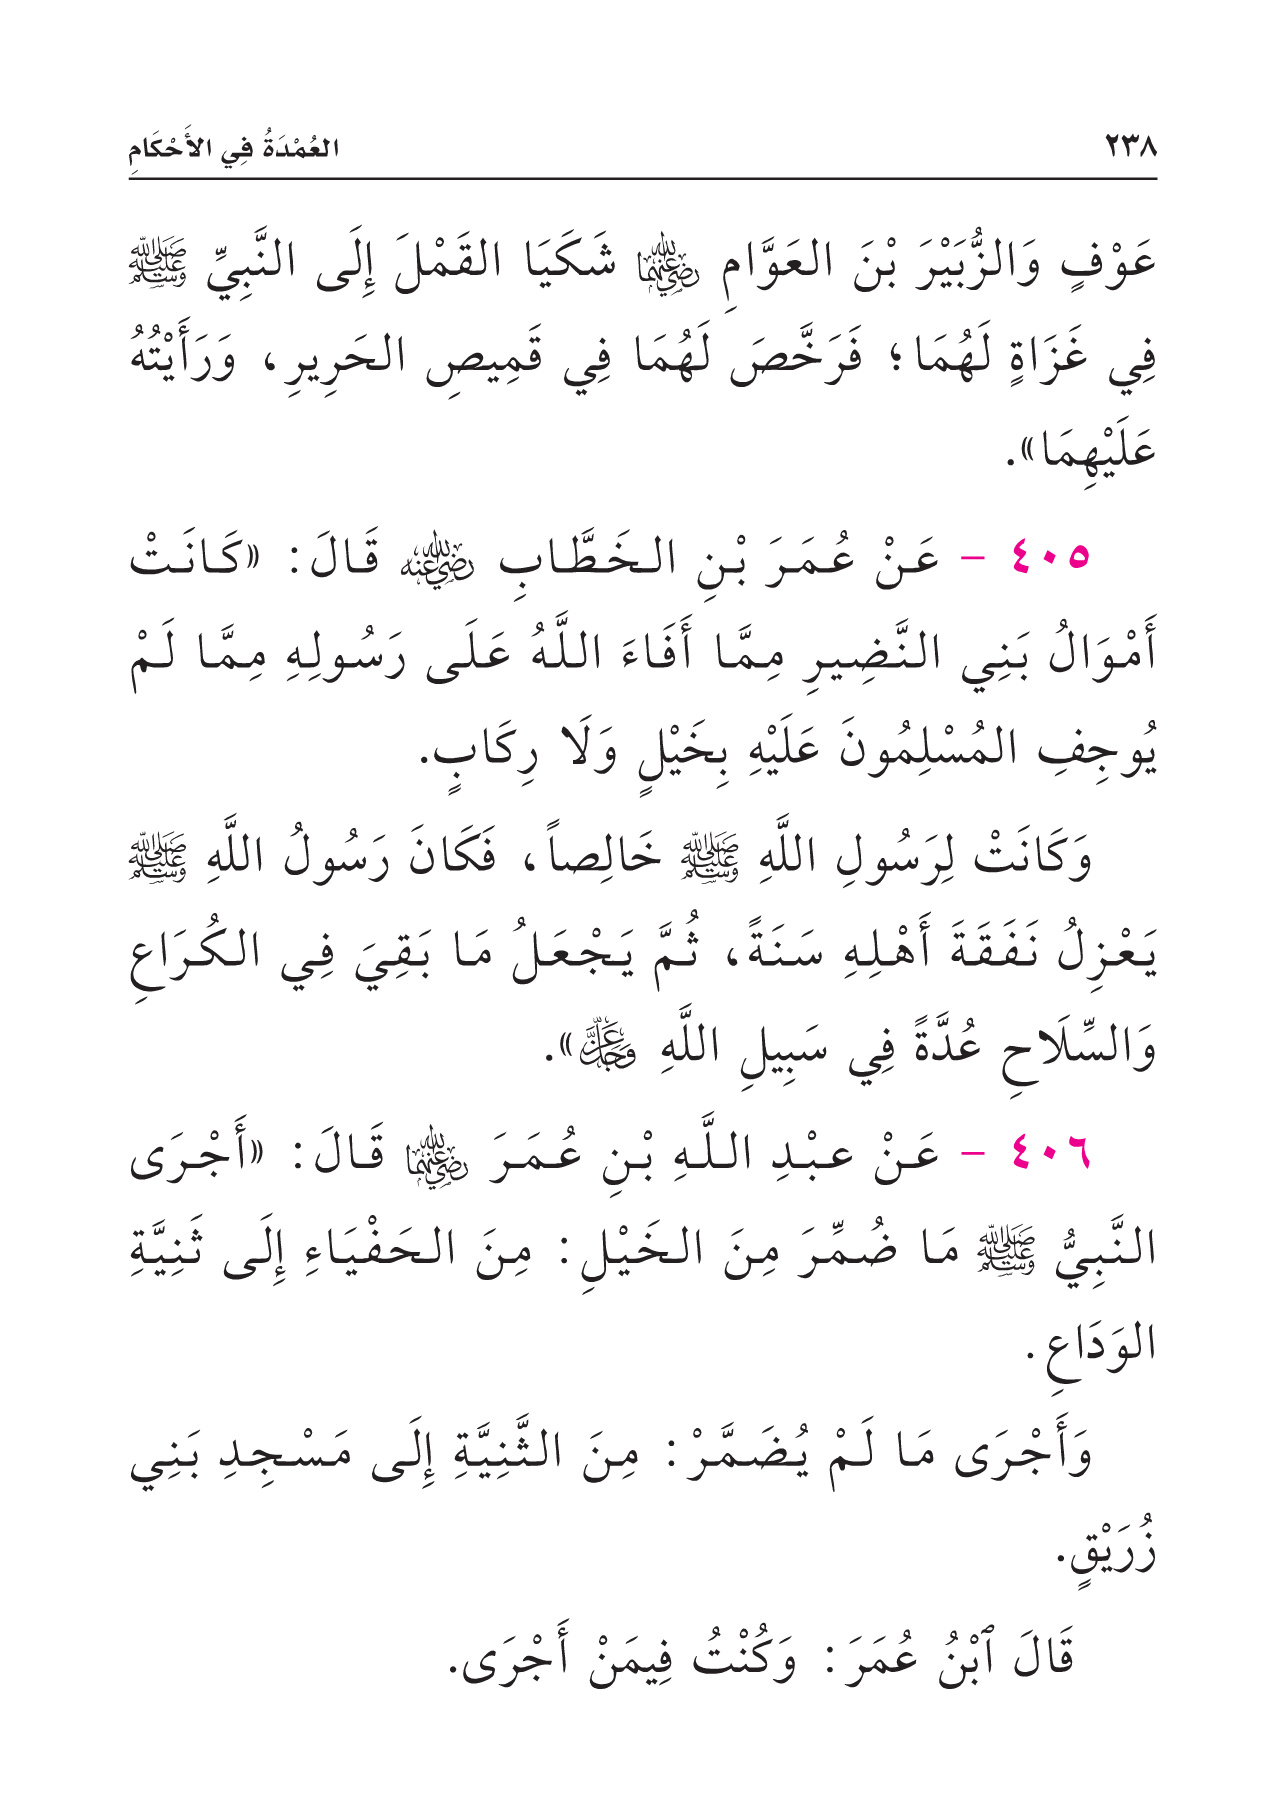 ٢٣٨
العُمْدَةُ فِي الأَحْكَامِ
عَوْفٍ وَالزُّبَيْرَ بْنَ العَوَّامِ رضي الله عنهما شَكَيَا القَمْلَ إِلَى النَّبِيِّ ﷺ
فِي غَزَاةٍ لَهُمَا؛ فَرَخَّصَ لَهُمَا فِي قَمِيصِ الحَرِيرِ، وَرَأَيْتُهُ
عَلَيْهِمَا».
٤٠٥ - عَنْ عُمَرَ بْنِ الخَطَّابِ رضي الله عنه قَالَ: «كَانَتْ
أَمْوَالُ بَنِي النَّضِيرِ مِمَّا أَفَاءَ اللَّهُ عَلَى رَسُولِهِ مِمَّا لَمْ
يُوجِفِ المُسْلِمُونَ عَلَيْهِ بِخَيْلٍ وَلَا رِكَابٍ.
وَكَانَتْ لِرَسُولِ اللَّهِ ﷺ خَالِصاً، فَكَانَ رَسُولُ اللَّهِ ﷺ
يَعْزِلُ نَفَقَةَ أَهْلِهِ سَنَةً، ثُمَّ يَجْعَلُ مَا بَقِيَ فِي الكُرَاعِ
وَالسِّلَاحِ عُدَّةً فِي سَبِيلِ اللَّهِ عز وجل».
٤٠٦ - عَنْ عبْدِ اللَّهِ بْنِ عُمَرَ رضي الله عنهما قَالَ: «أَجْرَى
النَّبِيُّ ﷺ مَا ضُمِّرَ مِنَ الخَيْلِ: مِنَ الحَفْيَاءِ إِلَى ثَنِيَّةِ
الوَدَاعِ.
وَأَجْرَى مَا لَمْ يُضَمَّرْ: مِنَ الثَّنِيَّةِ إِلَى مَسْجِدِ بَنِي
زُرَيْقٍ.
قَالَ ٱبْنُ عُمَرَ: وَكُنْتُ فِيمَنْ أَجْرَى.